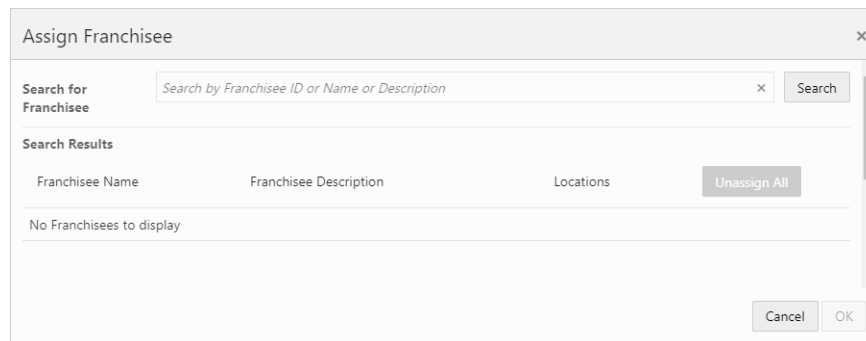 Assign Franchisee ×
Search for
Franchisee
Search by Franchisee ID or Name or Description × Search
Search Results
Franchisee Name Franchisee Description Locations Unassign All
No Franchisees to display
Cancel OK